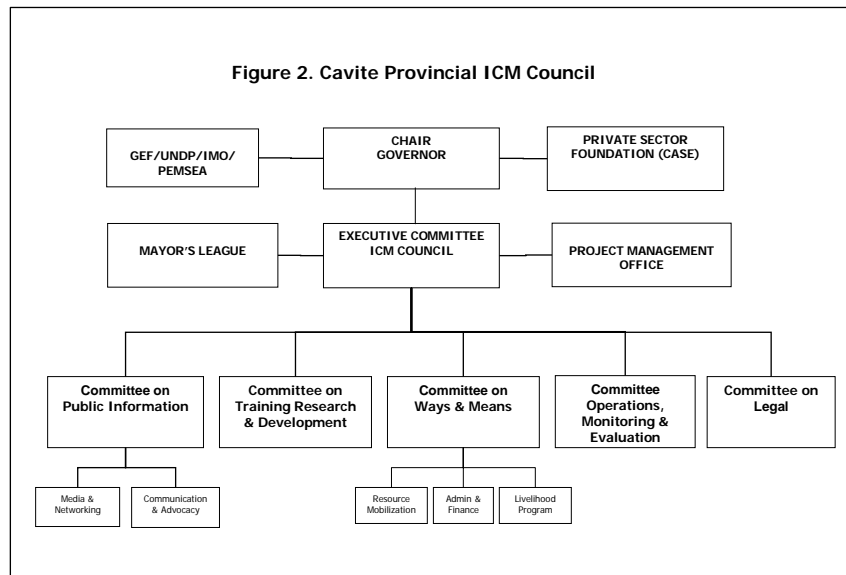 Figure 2. Cavite Provincial ICM Council
GEF/UNDP/IMO/
PEMSEA
CHAIR
GOVERNOR
PRIVATE SECTOR
FOUNDATION (CASE)
MAYOR'S LEAGUE
EXECUTIVE COMMITTEE
ICM COUNCIL
PROJECT MANAGEMENT
OFFICE
Committee on
Public Information
Committee on
Training Research
& Development
Committee on
Ways & Means
Committee
Operations,
Monitoring &
Evaluation
Committee on
Legal
Media &
Networking
Communication
& Advocacy
Resource
Mobilization
Admin &
Finance
Livelihood
Program